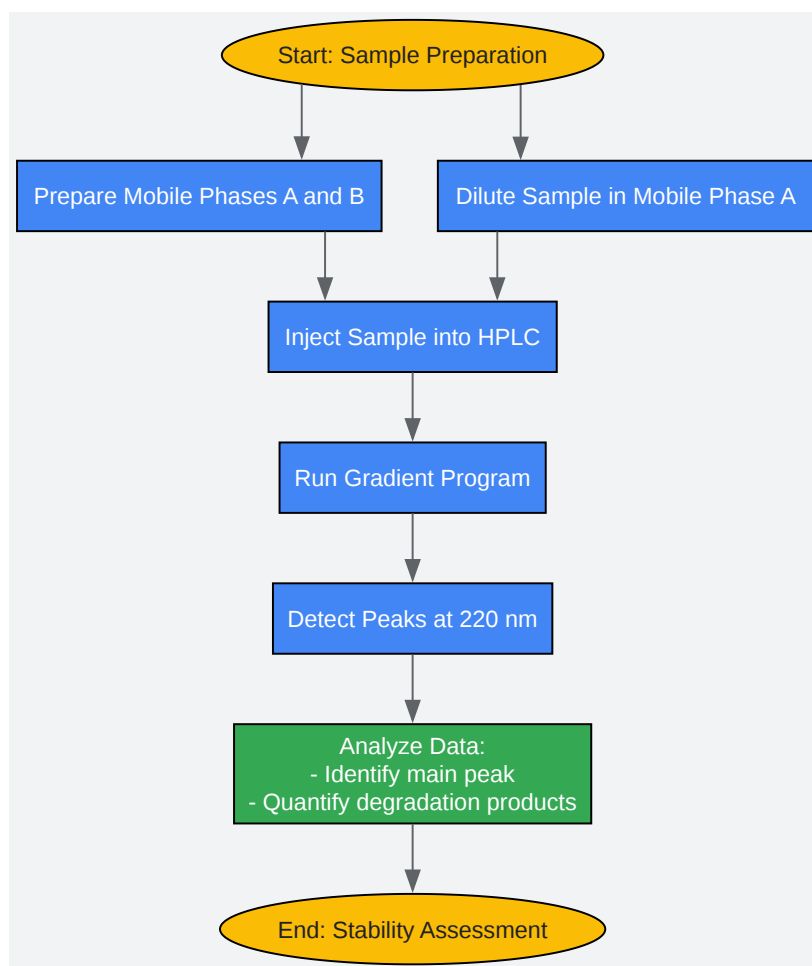 Start: Sample Preparation
Prepare Mobile Phases A and B
Dilute Sample in Mobile Phase A
Inject Sample into HPLC
Run Gradient Program
Detect Peaks at 220 nm
Analyze Data:
- Identify main peak
- Quantify degradation products
End: Stability Assessment